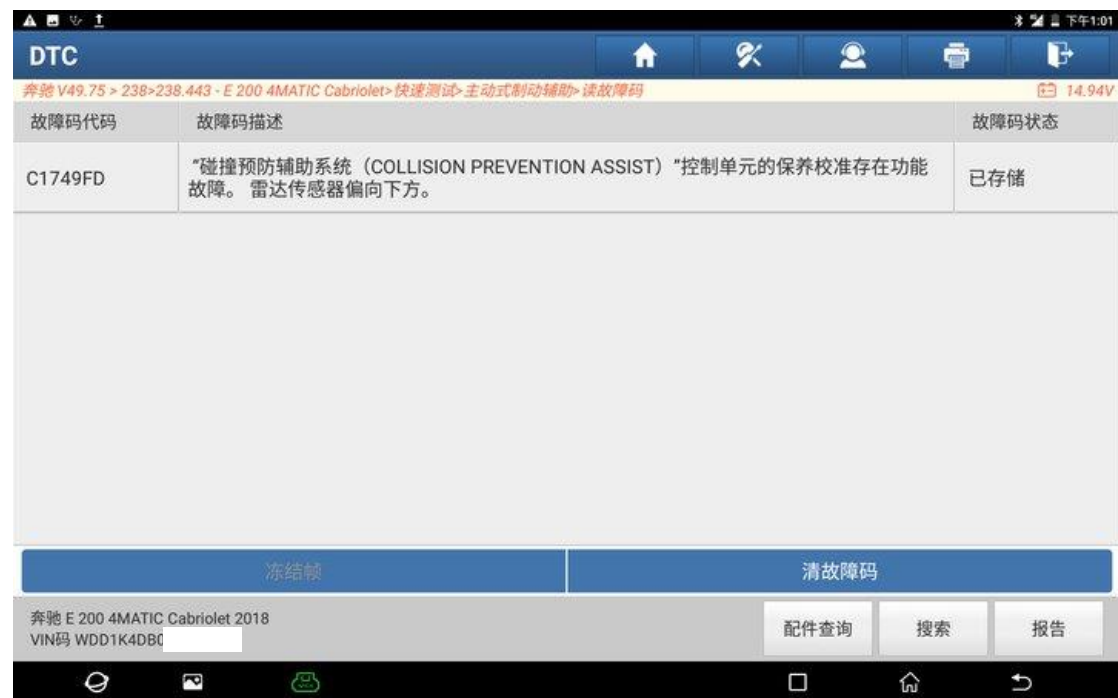 下午1:01
DTC
奔驰 V49.75 > 238>238.443 - E 200 4MATIC Cabriolet>快速测试>主动式制动辅助>读故障码
14.94V
故障码代码 故障码描述 故障码状态
C1749FD
“碰撞预防辅助系统（COLLISION PREVENTION ASSIST）”控制单元的保养校准存在功能
故障。 雷达传感器偏向下方。
已存储
冻结帧 清故障码
奔驰 E 200 4MATIC Cabriolet 2018
VIN码 WDD1K4DB0
配件查询 搜索 报告